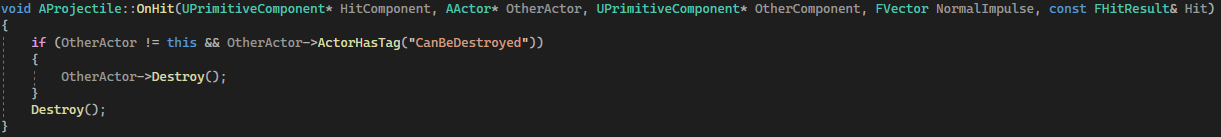 void AProjectile::OnHit(UPrimitiveComponent* HitComponent, AActor* OtherActor, UPrimitiveComponent* OtherComponent, FVector NormalImpulse, const FHitResult& Hit)
{
    if (OtherActor != this && OtherActor->ActorHasTag("CanBeDestroyed"))
    {
        OtherActor->Destroy();
    }
    Destroy();
}